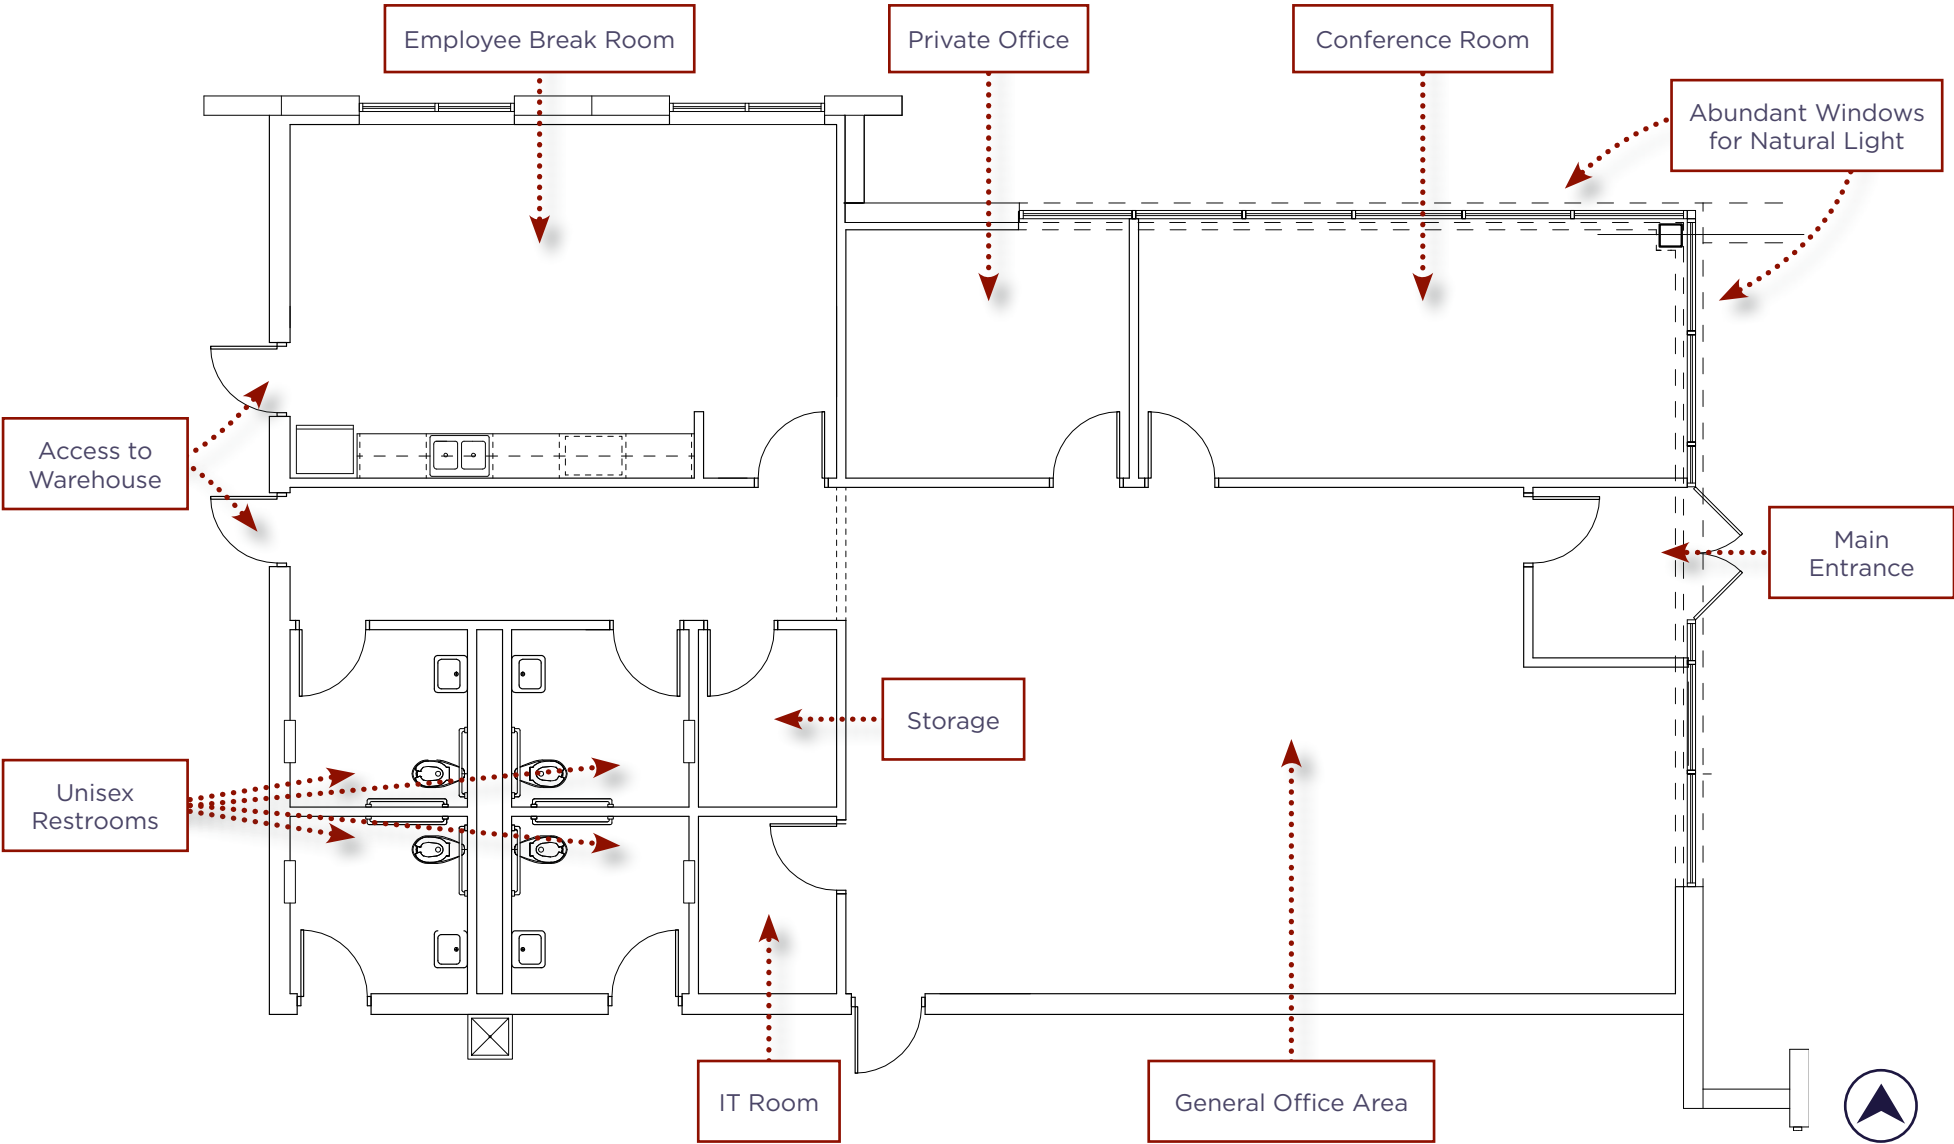 Employee Break Room
Private Office
Conference Room
Abundant Windows
for Natural Light
Access to
Warehouse
Main
Entrance
Storage
Unisex
Restrooms
IT Room
General Office Area